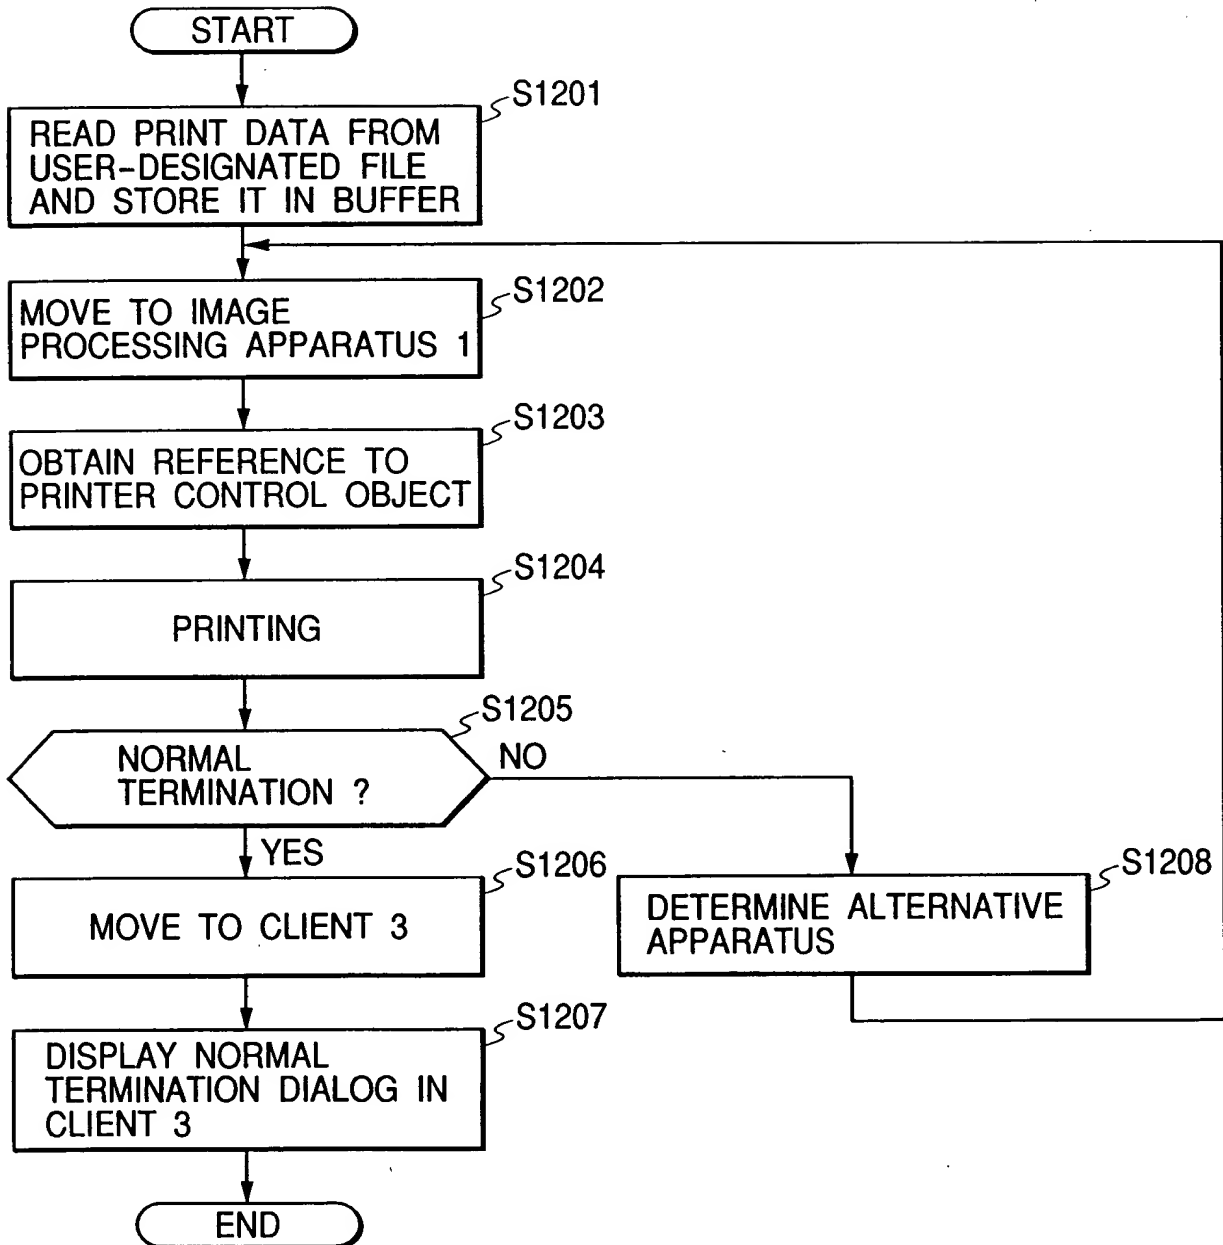 START
S1201
READ PRINT DATA FROM
USER-DESIGNATED FILE
AND STORE IT IN BUFFER
S1202
MOVE TO IMAGE
PROCESSING APPARATUS 1
S1203
OBTAIN REFERENCE TO
PRINTER CONTROL OBJECT
S1204
PRINTING
S1205
NORMAL
TERMINATION ?
NO
YES
S1206
MOVE TO CLIENT 3
S1208
DETERMINE ALTERNATIVE
APPARATUS
S1207
DISPLAY NORMAL
TERMINATION DIALOG IN
CLIENT 3
END